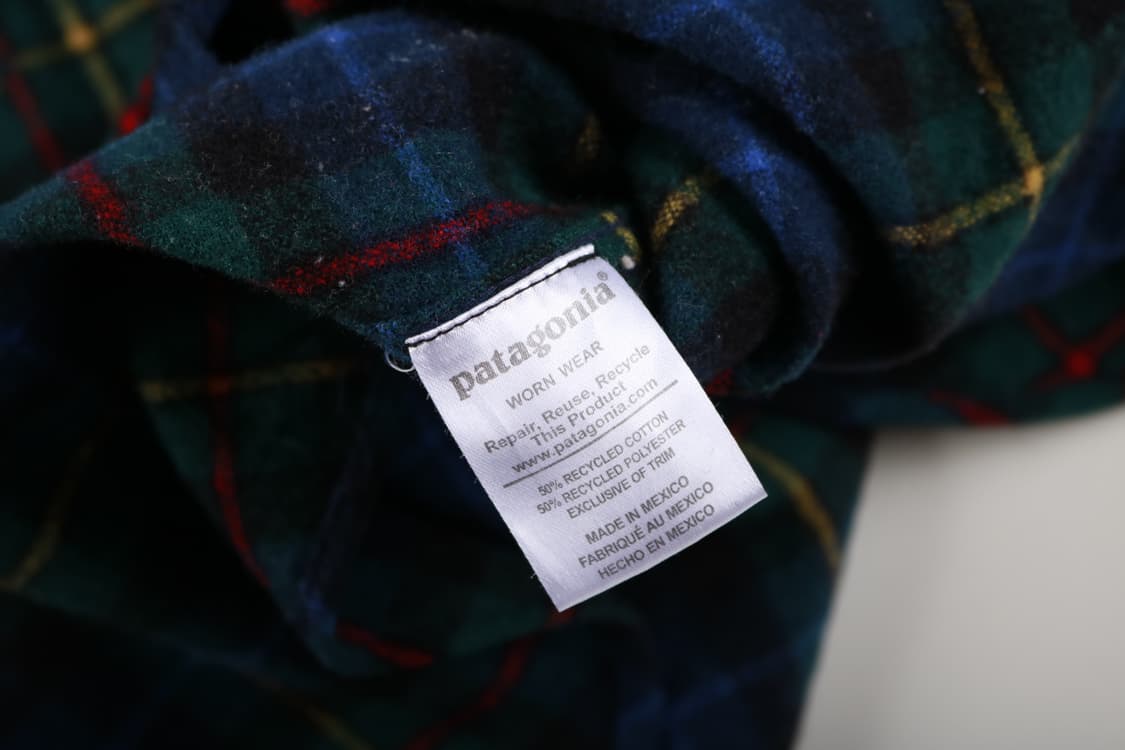 patagonia®
WORN WEAR
Repair, Reuse, Recycle
This Product
www.patagonia.com
50% RECYCLED COTTON
50% RECYCLED POLYESTER
EXCLUSIVE OF TRIM
MADE IN MEXICO
FABRIQUÉ AU MEXICO
HECHO EN MEXICO